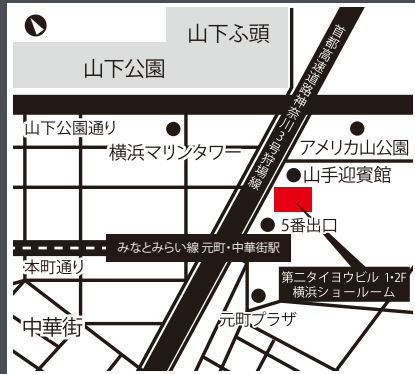 山下ふ頭
山下公園
首都高速道路神奈川3号狩場線
山下公園通り
横浜マリンタワー
アメリカ山公園
山手迎賓館
5番出口
みなとみらい線 元町・中華街駅
本町通り
第二タイヨウビル 1・2F
横浜ショールーム
元町プラザ
中華街